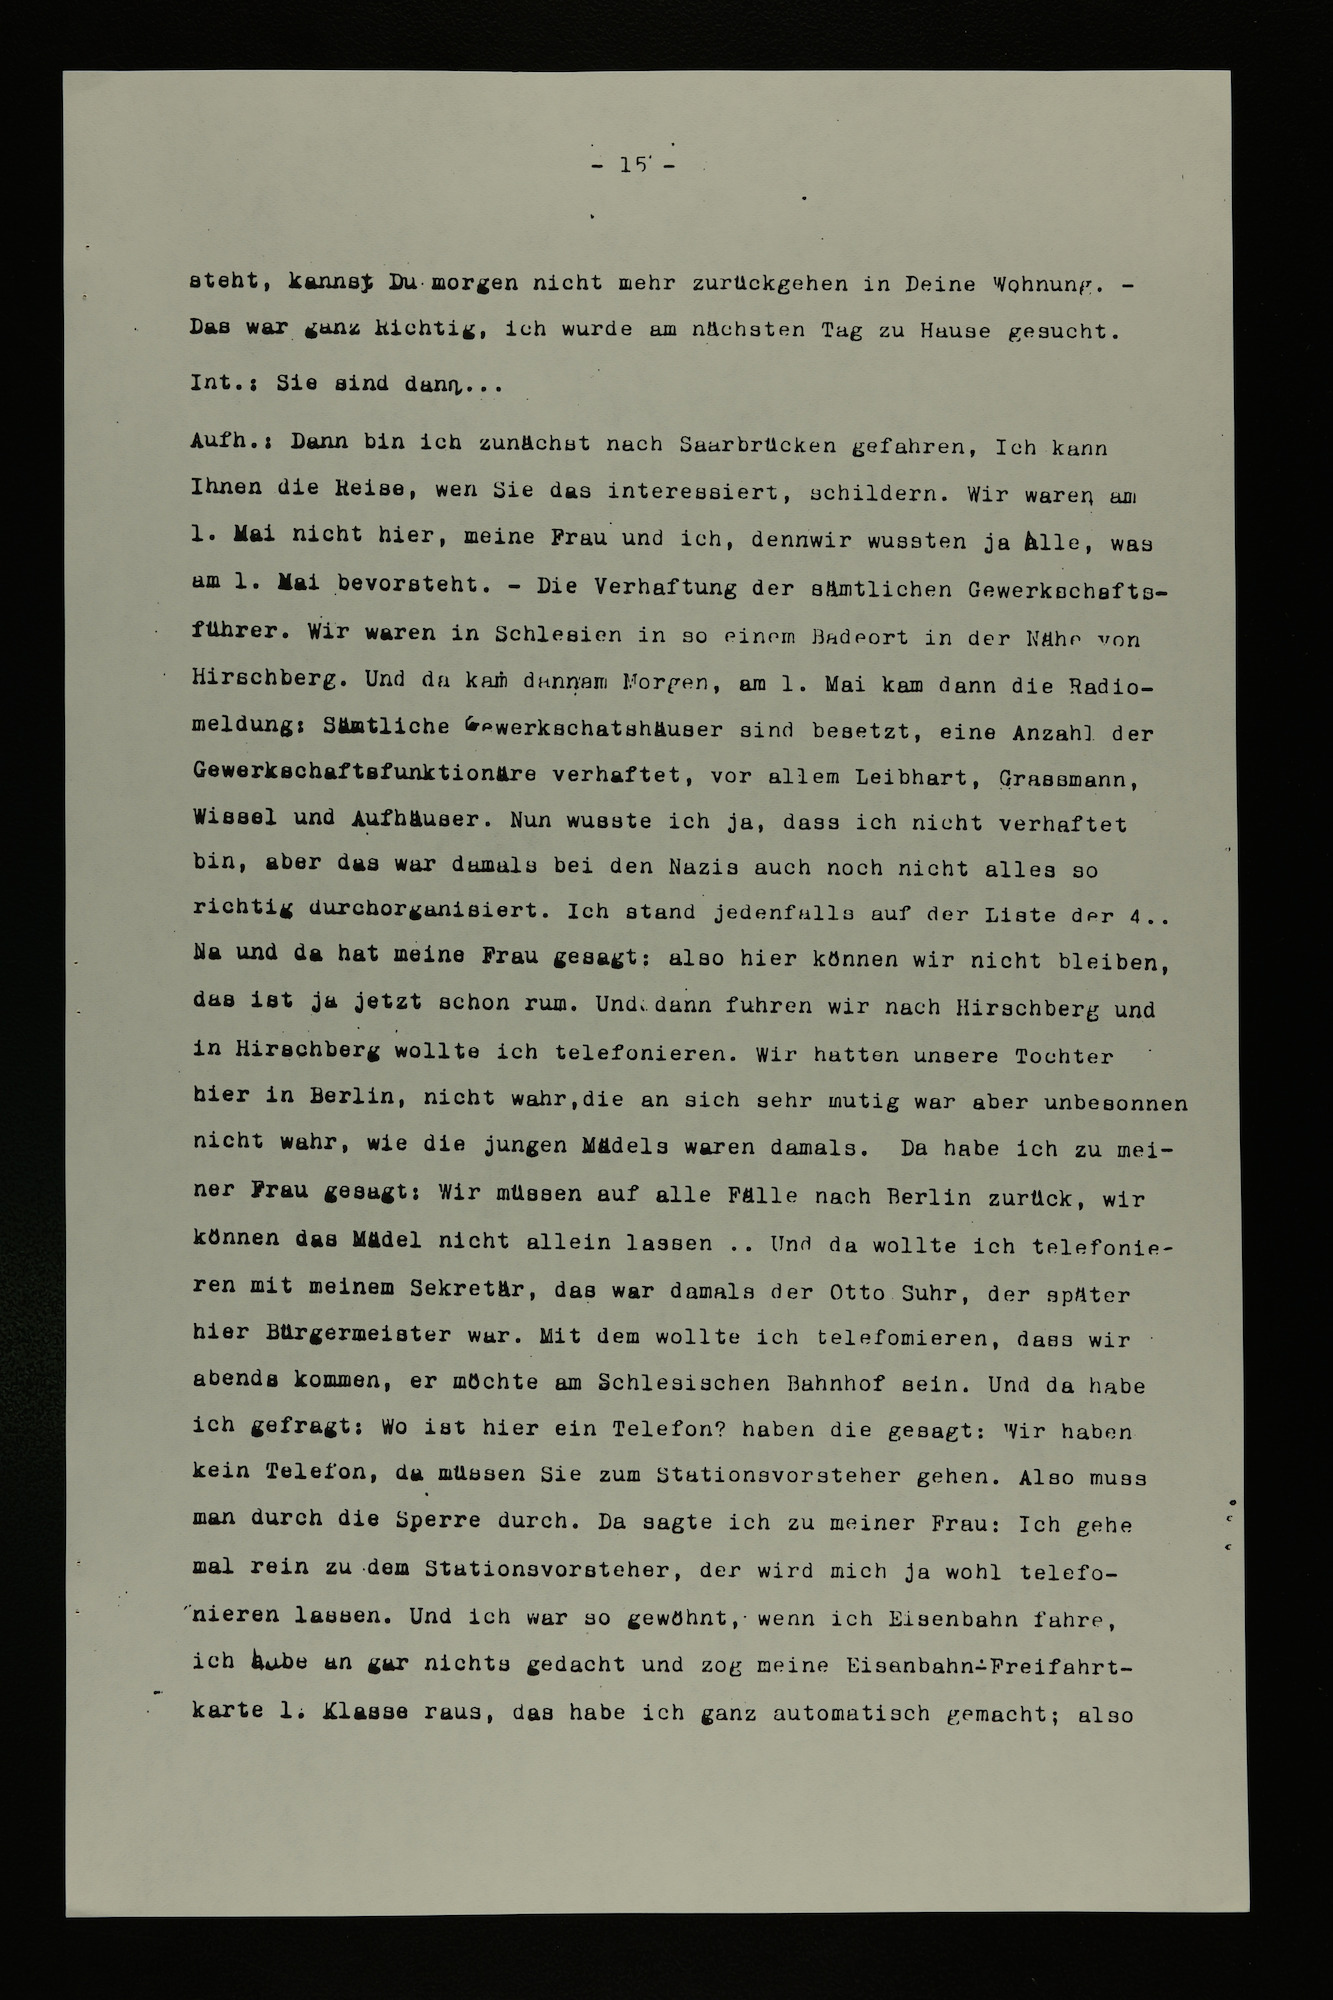 - 15 -
steht, kannst Du morgen nicht mehr zurückgehen in Deine Wohnung. -
Das war ganz Richtig, ich wurde am nächsten Tag zu Hause gesucht.
Int.: Sie sind dann...
Aufh.: Dann bin ich zunächst nach Saarbrücken gefahren, Ich kann
Ihnen die Reise, wen Sie das interessiert, schildern. Wir waren am
1. Mai nicht hier, meine Frau und ich, dennwir wussten ja Alle, was
am 1. Mai bevorsteht. - Die Verhaftung der sämtlichen Gewerkschafts-
führer. Wir waren in Schlesien in so einem Badeort in der Nähe von
Hirschberg. Und da kam dannam Morgen, am 1. Mai kam dann die Radio-
meldung: Sämtliche Gewerkschatshäuser sind besetzt, eine Anzahl der
Gewerkschaftsfunktionäre verhaftet, vor allem Leibhart, Grassmann,
Wissel und Aufhäuser. Nun wusste ich ja, dass ich nicht verhaftet
bin, aber das war damals bei den Nazis auch noch nicht alles so
richtig durchorganisiert. Ich stand jedenfalls auf der Liste der 4..
Na und da hat meine Frau gesagt: also hier können wir nicht bleiben,
das ist ja jetzt schon rum. Und dann fuhren wir nach Hirschberg und
in Hirschberg wollte ich telefonieren. Wir hatten unsere Tochter
hier in Berlin, nicht wahr,die an sich sehr mutig war aber unbesonnen
nicht wahr, wie die jungen Mädels waren damals. Da habe ich zu mei-
ner Frau gesagt: Wir müssen auf alle Fälle nach Berlin zurück, wir
können das Mädel nicht allein lassen .. Und da wollte ich telefonie-
ren mit meinem Sekretär, das war damals der Otto Suhr, der später
hier Bürgermeister war. Mit dem wollte ich telefomieren, dass wir
abends kommen, er möchte am Schlesischen Bahnhof sein. Und da habe
ich gefragt: Wo ist hier ein Telefon? haben die gesagt: Wir haben
kein Telefon, da müssen Sie zum Stationsvorsteher gehen. Also muss
man durch die Sperre durch. Da sagte ich zu meiner Frau: Ich gehe
mal rein zu dem Stationsvorsteher, der wird mich ja wohl telefo-
nieren lassen. Und ich war so gewöhnt, wenn ich Eisenbahn fahre,
ich habe an gar nichts gedacht und zog meine Eisenbahn-Freifahrt-
karte 1. Klasse raus, das habe ich ganz automatisch gemacht; also